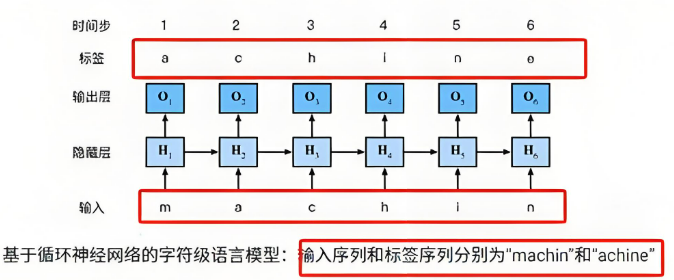 时间步 1 2 3 4 5 6
标签 a c h i n e
输出层 O1 O2 O3 O4 O5 O6
隐藏层 H1 H2 H3 H4 H5 H6
输入 m a c h i n
基于循环神经网络的字符级语言模型：输入序列和标签序列分别为“machin”和“achine”